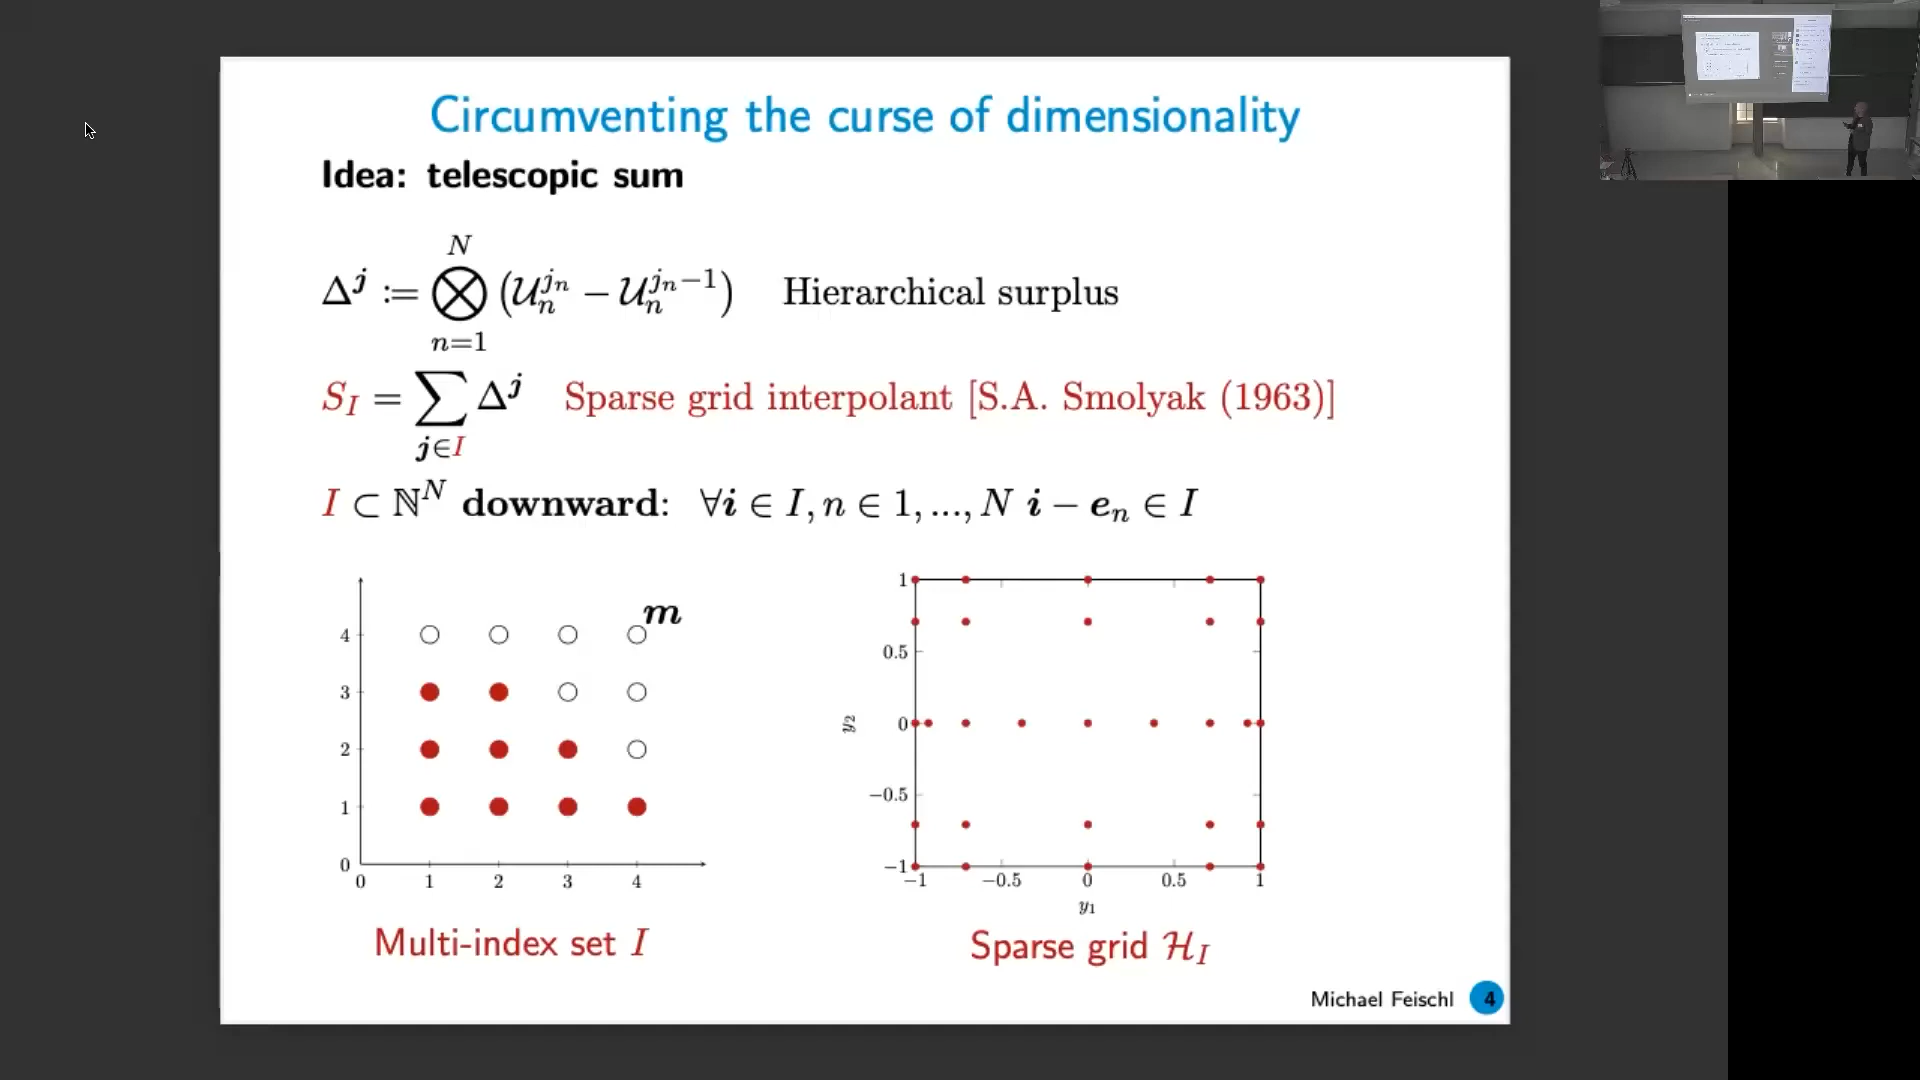 Circumventing the curse of dimensionality
Idea: telescopic sum
Δ^j := ⊗_{n=1}^{N} (𝒰_n^{j_n} − 𝒰_n^{j_n−1}) Hierarchical surplus
S_I = ∑_{j∈I} Δ^j Sparse grid interpolant [S.A. Smolyak (1963)]
I ⊂ ℕ^N downward: ∀i ∈ I, n ∈ 1, ..., N i − e_n ∈ I
m
4
3
2
1
0
0 1 2 3 4
Multi-index set I
1
0.5
0
−0.5
−1
y₂
−1 −0.5 0 0.5 1
y₁
Sparse grid ℋ_I
Michael Feischl 4